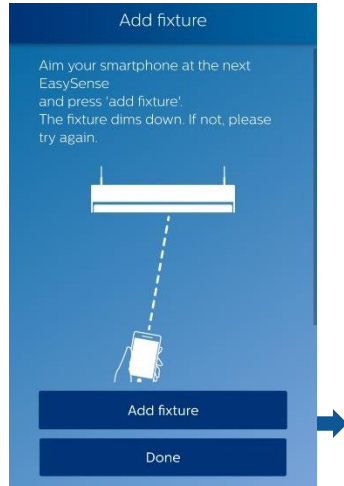 Add fixture
Aim your smartphone at the next
EasySense
and press 'add fixture'.
The fixture dims down. If not, please
try again.
Add fixture
Done